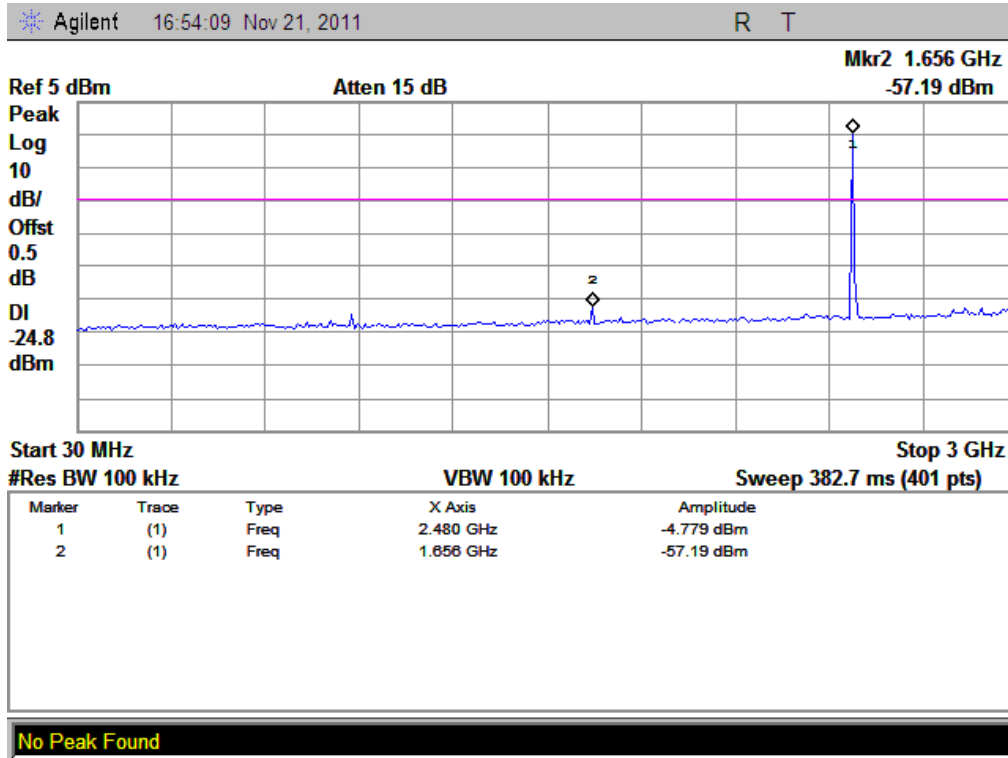 Agilent 16:54:09 Nov 21, 2011 R T
Mkr2 1.656 GHz
Ref 5 dBm Atten 15 dB -57.19 dBm
Peak
Log
10
dB/
Offst
0.5
dB
DI
-24.8
dBm
1
2
Start 30 MHz Stop 3 GHz
#Res BW 100 kHz VBW 100 kHz Sweep 382.7 ms (401 pts)
Marker Trace Type X Axis Amplitude
1 (1) Freq 2.480 GHz -4.779 dBm
2 (1) Freq 1.656 GHz -57.19 dBm
No Peak Found